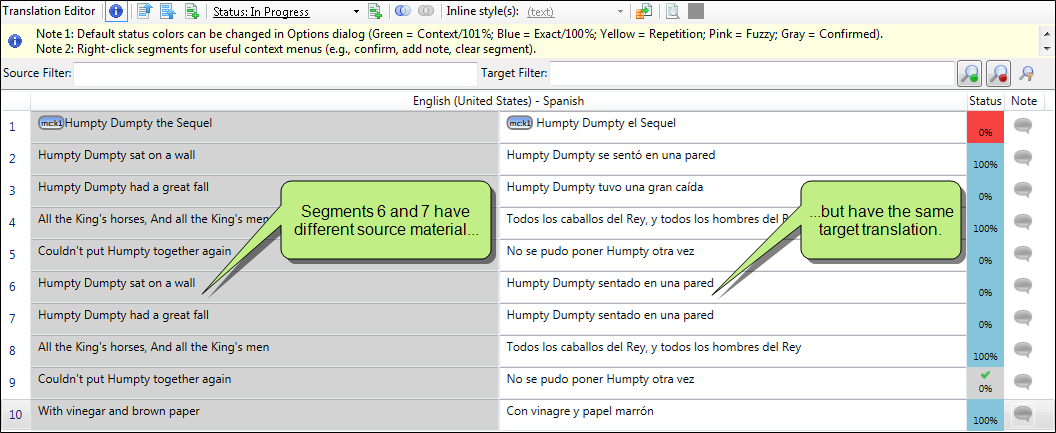 Translation Editor Status: In Progress Inline style(s): (text)
Note 1: Default status colors can be changed in Options dialog (Green = Context/101%; Blue = Exact/100%; Yellow = Repetition; Pink = Fuzzy; Gray = Confirmed).
Note 2: Right-click segments for useful context menus (e.g., confirm, add note, clear segment).
Source Filter: Target Filter:
English (United States) - Spanish Status Note
1 mc:k1 Humpty Dumpty the Sequel mc:k1 Humpty Dumpty el Sequel 0%
2 Humpty Dumpty sat on a wall Humpty Dumpty se sentó en una pared 100%
3 Humpty Dumpty had a great fall Humpty Dumpty tuvo una gran caída 0%
4 All the King's horses, And all the King's men Todos los caballos del Rey, y todos los hombres del 100%
5 Couldn't put Humpty together again No se pudo poner Humpty otra vez 0%
6 Humpty Dumpty sat on a wall Humpty Dumpty sentado en una pared 0%
7 Humpty Dumpty had a great fall Humpty Dumpty sentado en una pared 0%
8 All the King's horses, And all the King's men Todos los caballos del Rey, y todos los hombres del Rey 100%
9 Couldn't put Humpty together again No se pudo poner Humpty otra vez 0%
10 With vinegar and brown paper Con vinagre y papel marrón 100%
Segments 6 and 7 have
different source material...
...but have the same
target translation.